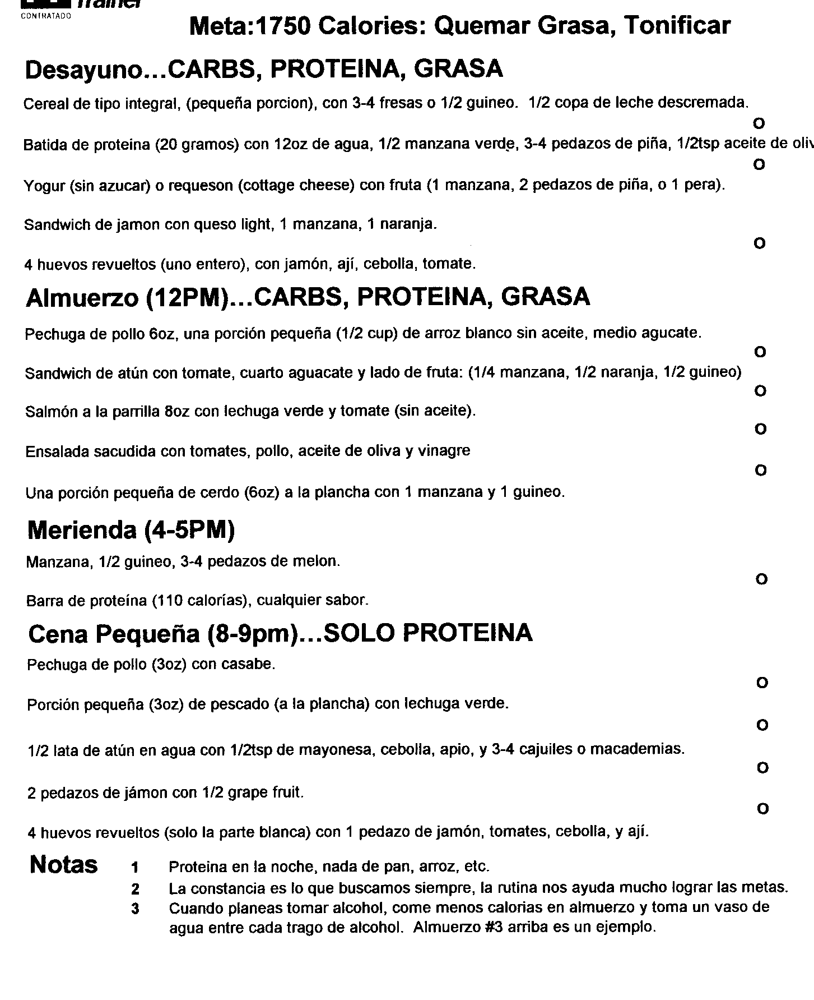 Trainer
CONTRATADO
Meta:1750 Calories: Quemar Grasa, Tonificar
Desayuno...CARBS, PROTEINA, GRASA
Cereal de tipo integral, (pequeña porcion), con 3-4 fresas o 1/2 guineo.  1/2 copa de leche descremada.
O
Batida de proteina (20 gramos) con 12oz de agua, 1/2 manzana verde, 3-4 pedazos de piña, 1/2tsp aceite de oliv
O
Yogur (sin azucar) o requeson (cottage cheese) con fruta (1 manzana, 2 pedazos de piña, o 1 pera).
Sandwich de jamon con queso light, 1 manzana, 1 naranja.
O
4 huevos revueltos (uno entero), con jamón, ají, cebolla, tomate.
Almuerzo (12PM)...CARBS, PROTEINA, GRASA
Pechuga de pollo 6oz, una porción pequeña (1/2 cup) de arroz blanco sin aceite, medio agucate.
O
Sandwich de atún con tomate, cuarto aguacate y lado de fruta: (1/4 manzana, 1/2 naranja, 1/2 guineo)
O
Salmón a la parrilla 8oz con lechuga verde y tomate (sin aceite).
O
Ensalada sacudida con tomates, pollo, aceite de oliva y vinagre
O
Una porción pequeña de cerdo (6oz) a la plancha con 1 manzana y 1 guineo.
Merienda (4-5PM)
Manzana, 1/2 guineo, 3-4 pedazos de melon.
O
Barra de proteína (110 calorías), cualquier sabor.
Cena Pequeña (8-9pm)...SOLO PROTEINA
Pechuga de pollo (3oz) con casabe.
O
Porción pequeña (3oz) de pescado (a la plancha) con lechuga verde.
O
1/2 lata de atún en agua con 1/2tsp de mayonesa, cebolla, apio, y 3-4 cajuiles o macademias.
O
2 pedazos de jámon con 1/2 grape fruit.
O
4 huevos revueltos (solo la parte blanca) con 1 pedazo de jamón, tomates, cebolla, y ají.
Notas 1 Proteina en la noche, nada de pan, arroz, etc.
2 La constancia es lo que buscamos siempre, la rutina nos ayuda mucho lograr las metas.
3 Cuando planeas tomar alcohol, come menos calorias en almuerzo y toma un vaso de
agua entre cada trago de alcohol.  Almuerzo #3 arriba es un ejemplo.